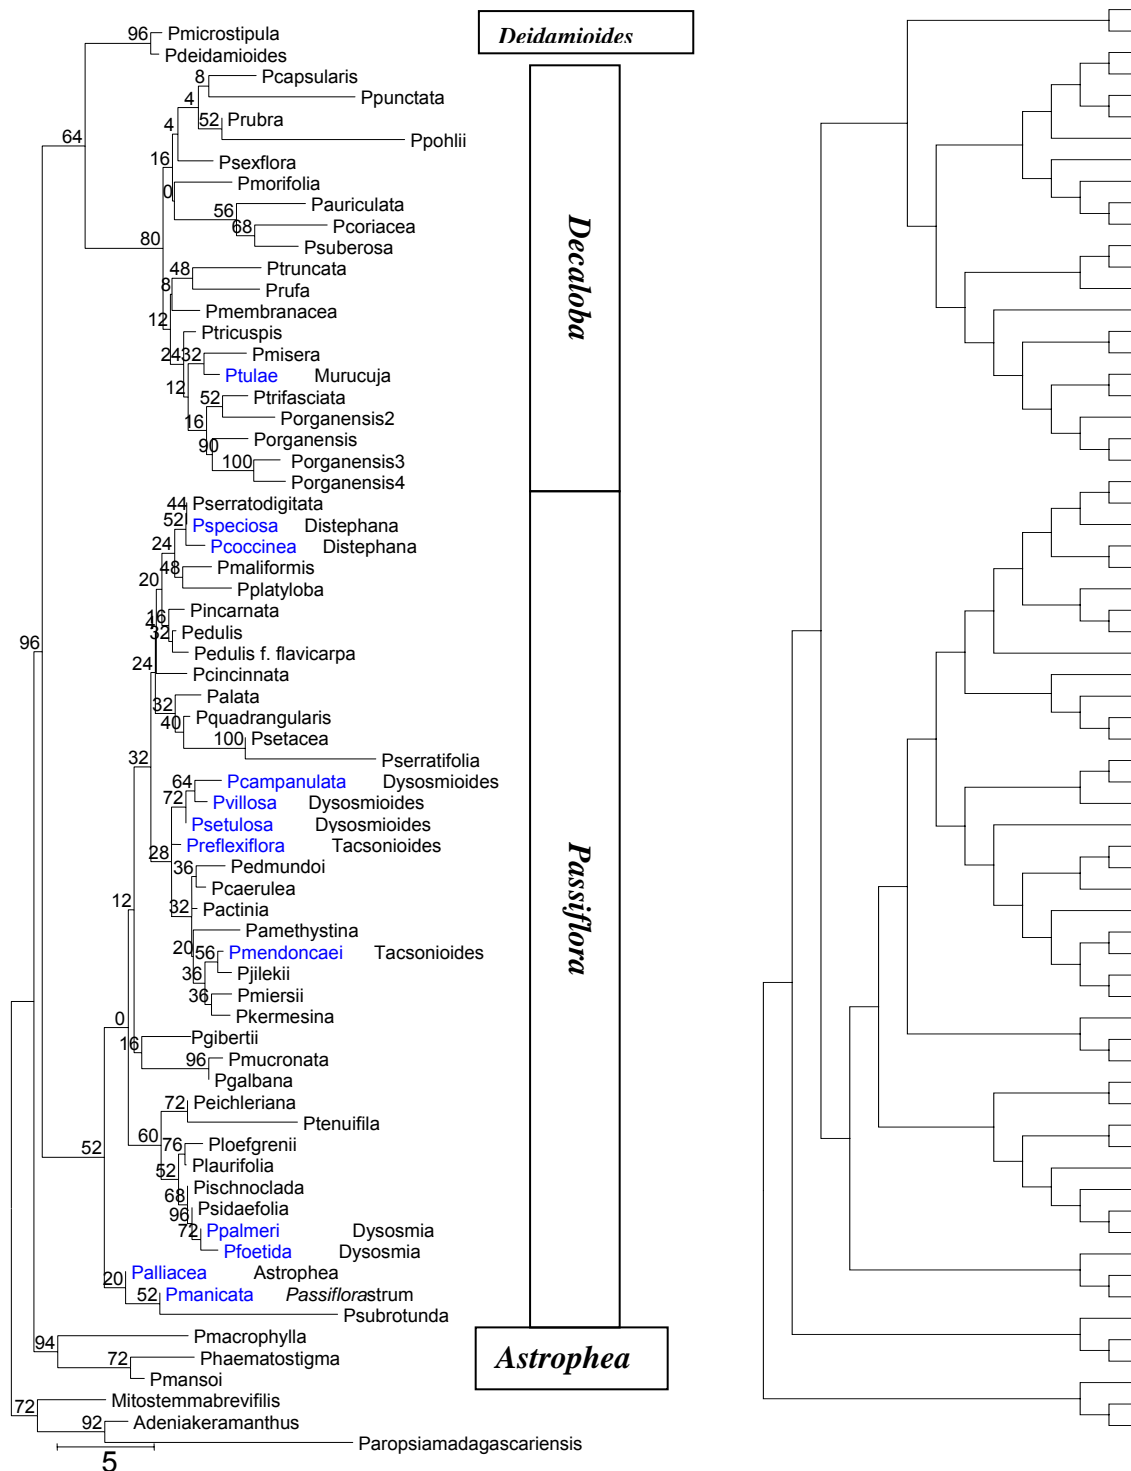 Deidamioides
96 Pmicrostipula
Pdeidamioides
8 Pcapsularis
4 Ppunctata
4 52 Prubra
64 Ppohlii
16 Psexflora
0 Pmorifolia
56 Pauriculata
68 Pcoriacea
80 Psuberosa
48 Ptruncata
8 Prufa
12 Pmembranacea
Ptricuspis
24 32 Pmisera
12 Ptulae Murucuja
52 Ptrifasciata
16 Porganensis2
90 Porganensis
100 Porganensis3
Porganensis4
Decaloba
44 Pserratodigitata
52 Pspeciosa Distephana
24 Pcoccinea Distephana
48 Pmaliformis
20 Pplatyloba
16 Pincarnata
4 32 Pedulis
96 Pedulis f. flavicarpa
24 Pcincinnata
32 Palata
40 Pquadrangularis
100 Psetacea
32 Pserratifolia
64 Pcampanulata Dysosmioides
72 Pvillosa Dysosmioides
Psetulosa Dysosmioides
28 Preflexiflora Tacsonioides
36 Pedmundoi
Pcaerulea
12 32 Pactinia
Pamethystina
20 56 Pmendoncaei Tacsonioides
36 Pjilekii
36 Pmiersii
Pkermesina
0 16 Pgibertii
96 Pmucronata
Pgalbana
72 Peichleriana
Ptenuifila
52 60 76 Ploefgrenii
52 Plaurifolia
68 Pischnoclada
96 Psidaefolia
72 Ppalmeri Dysosmia
Pfoetida Dysosmia
20 Palliacea Astrophea
52 Pmanicata Passiflorastrum
Psubrotunda
Passiflora
94 Pmacrophylla
72 Phaematostigma
Pmansoi
Astrophea
72 Mitostemmabrevifilis
92 Adeniakeramanthus
Paropsiamadagascariensis
5